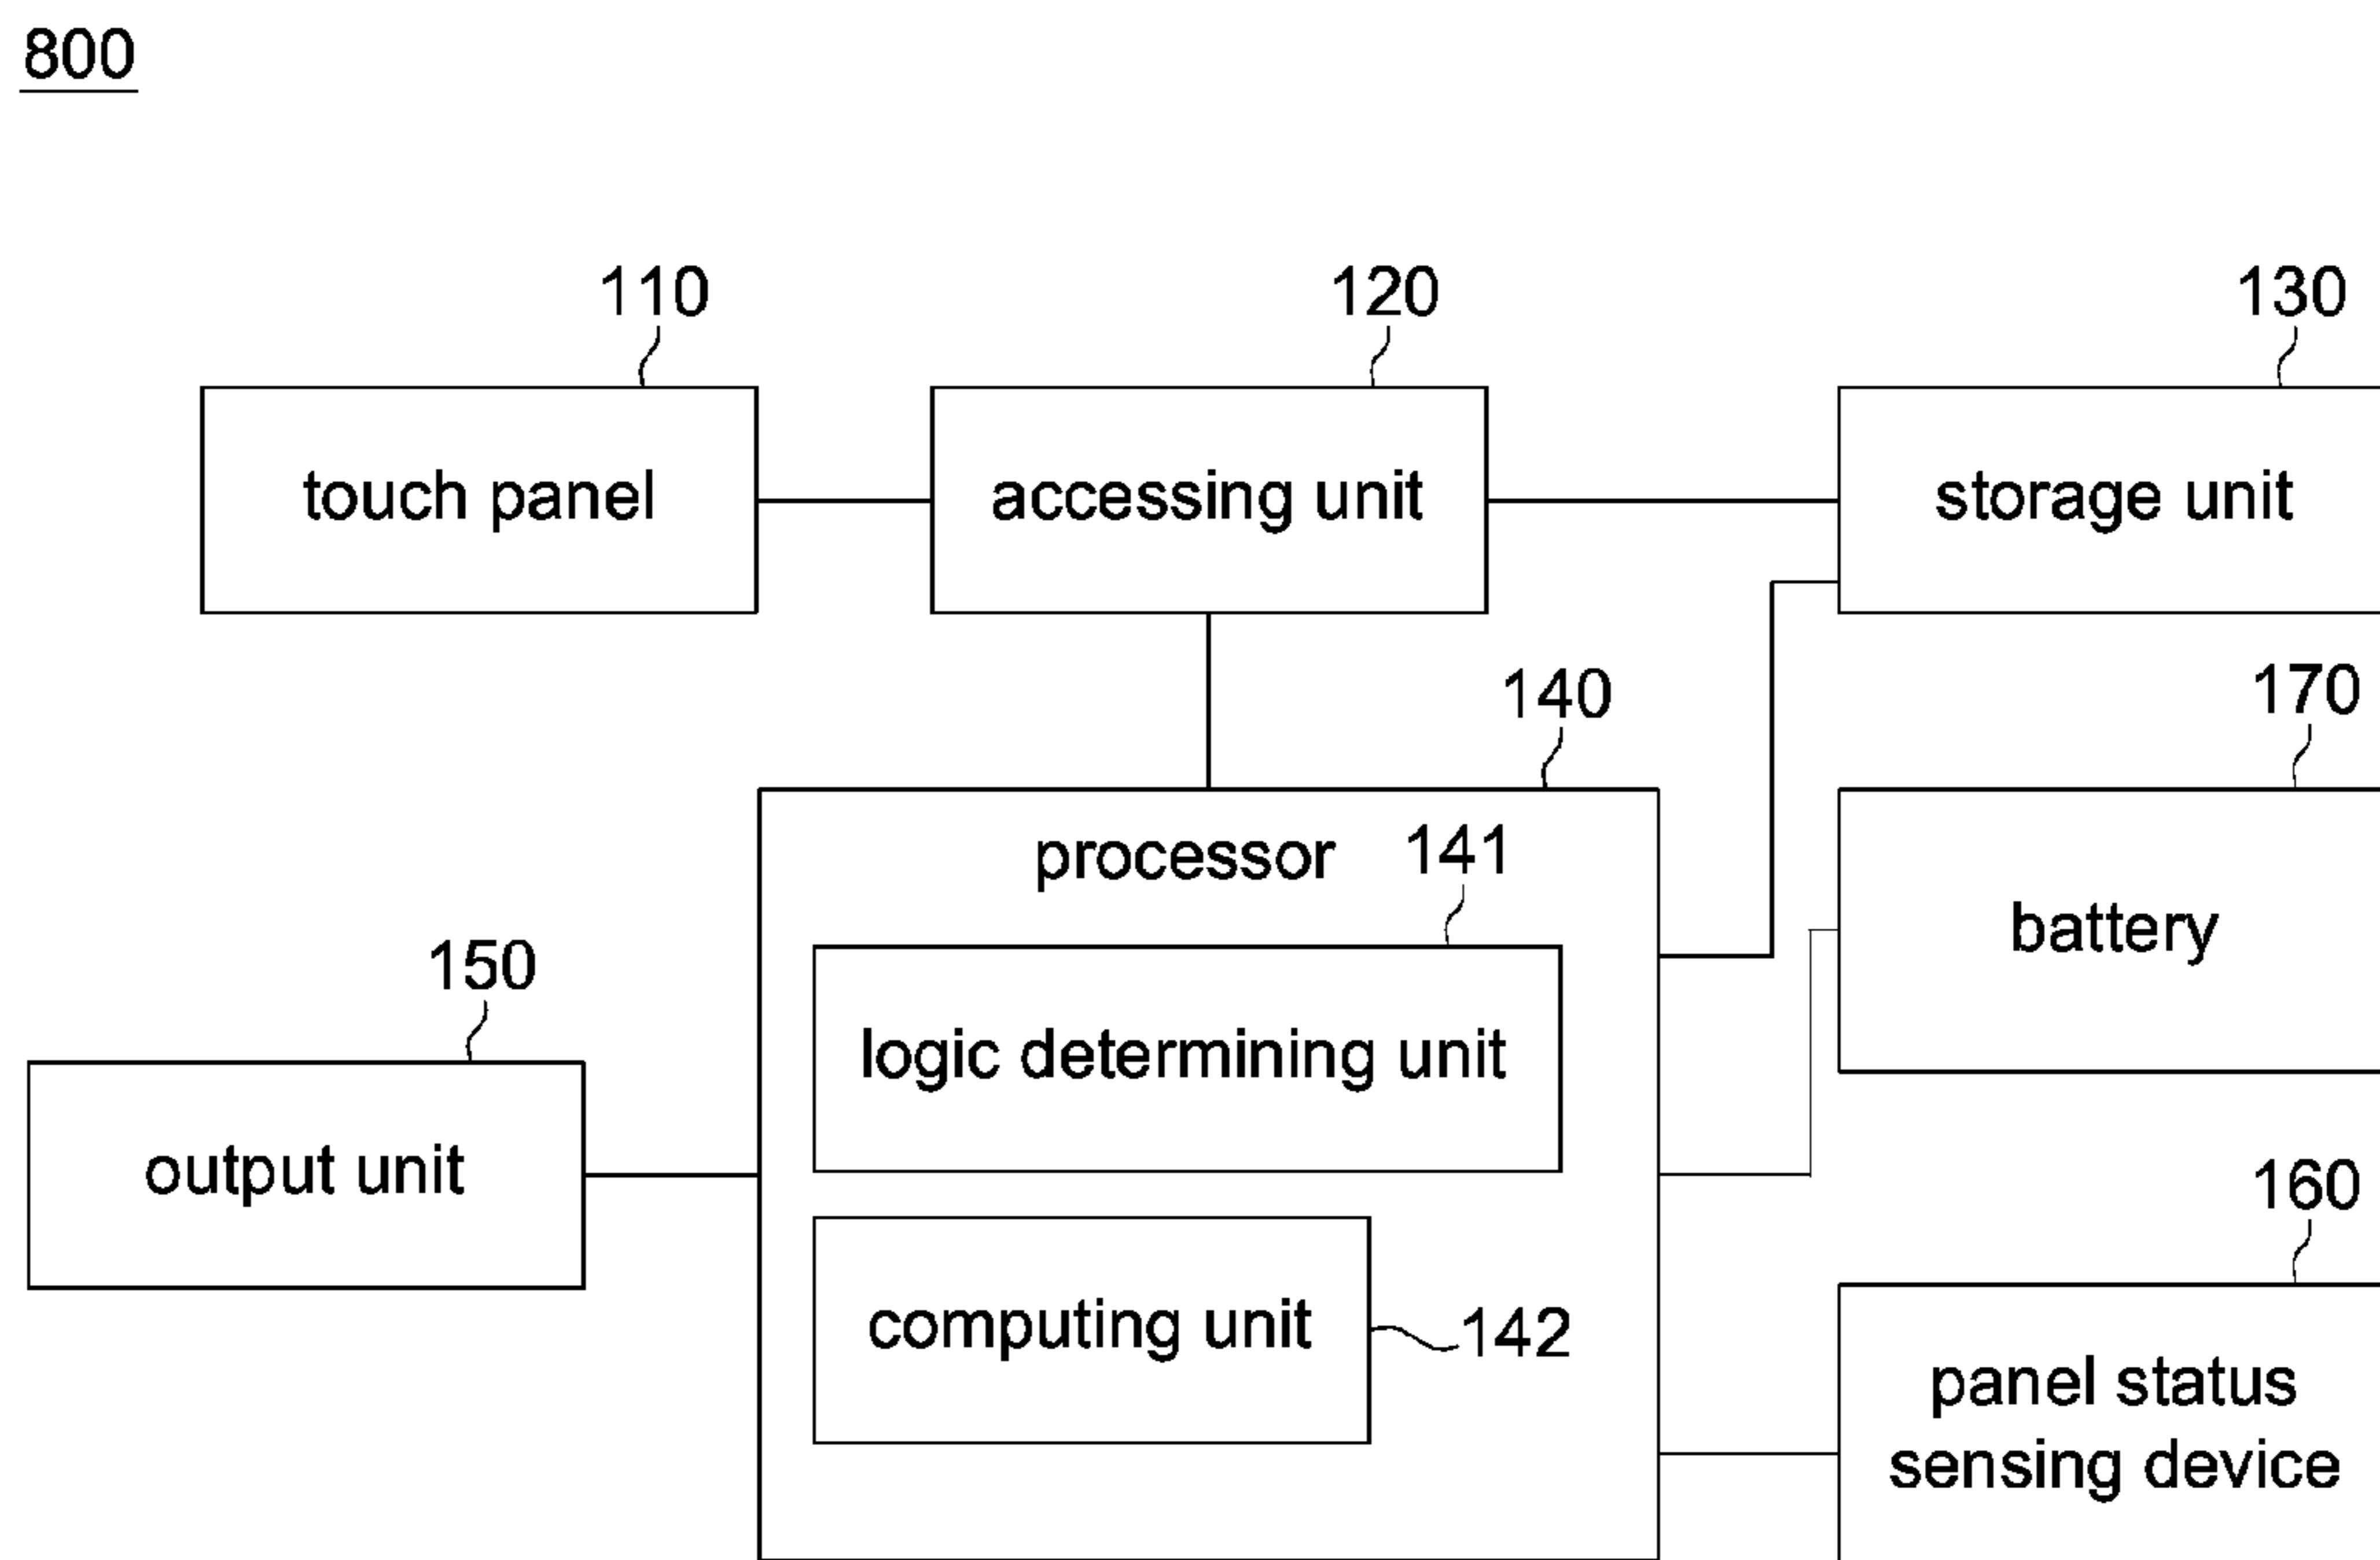 800
110
120
130
touch panel
accessing unit
storage unit
140
170
processor
141
battery
150
logic determining unit
output unit
160
computing unit
142
panel status
sensing device